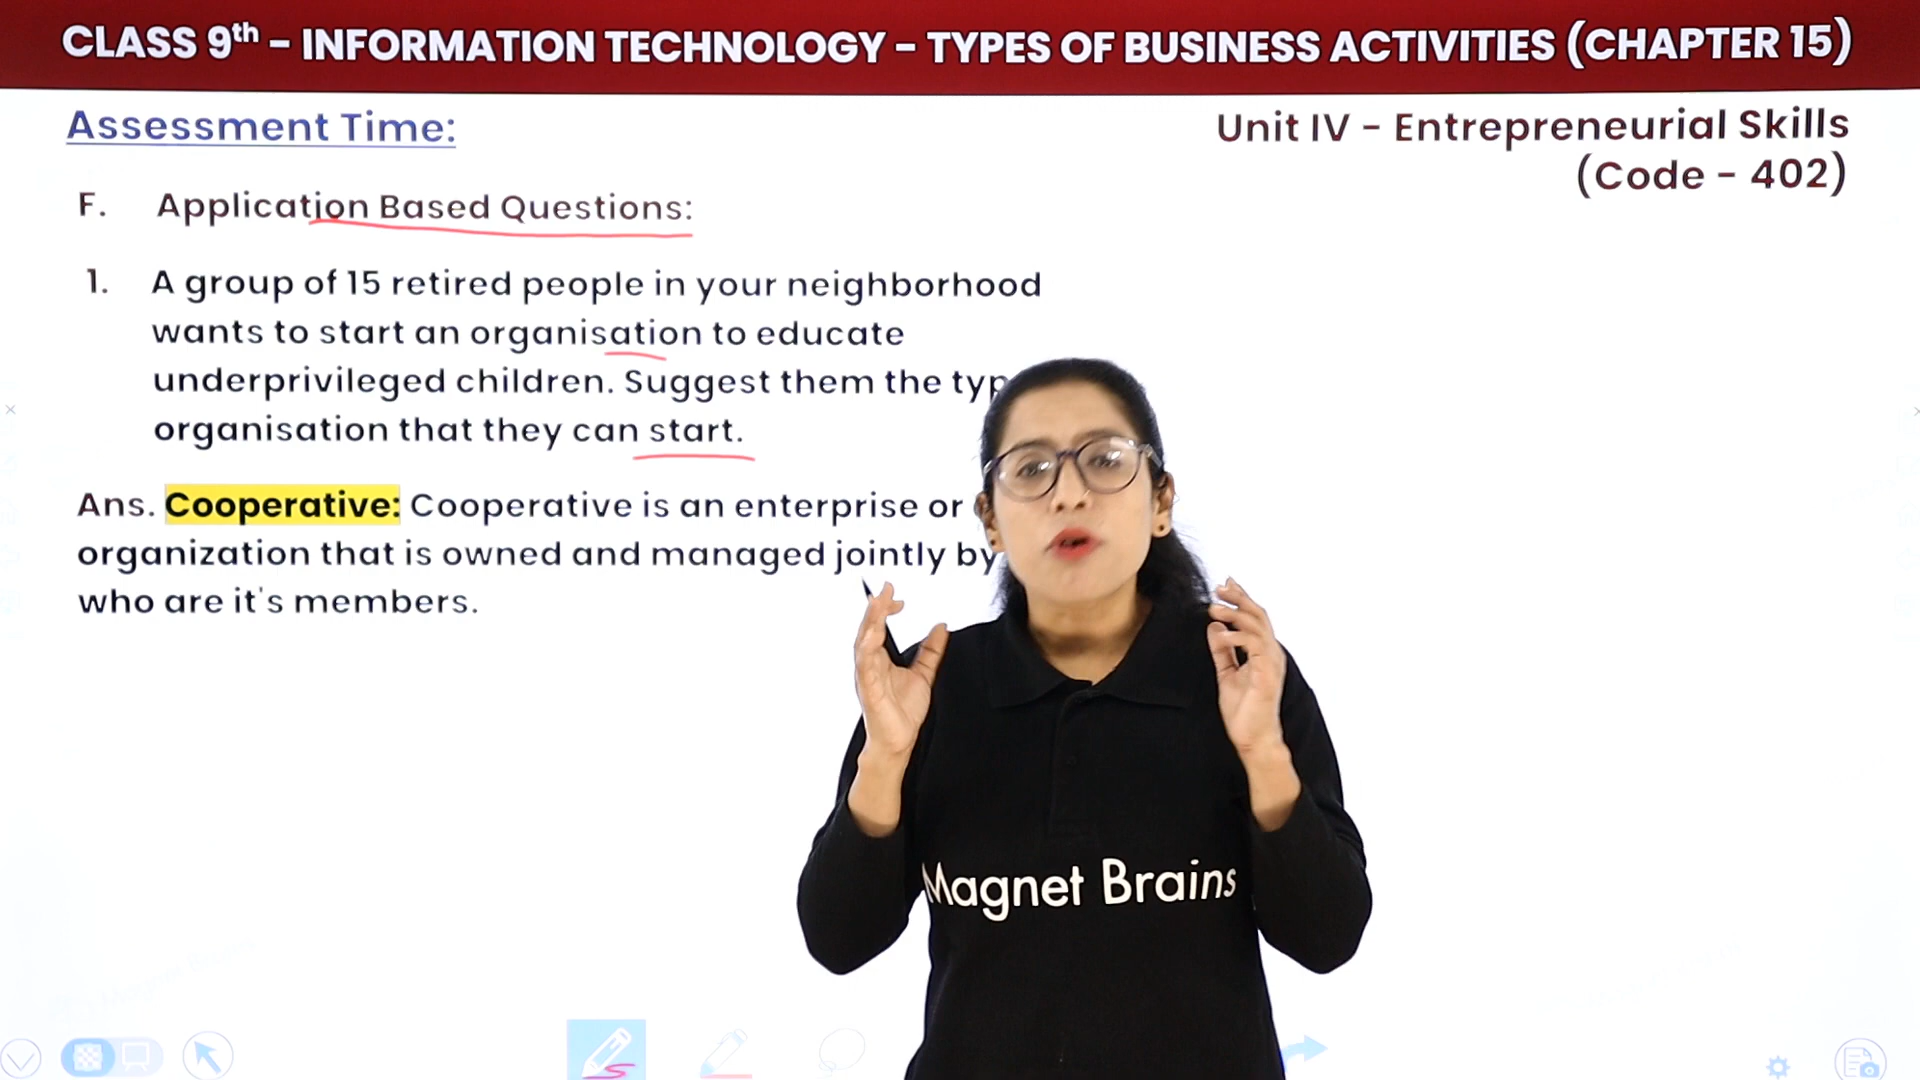 CLASS 9th - INFORMATION TECHNOLOGY - TYPES OF BUSINESS ACTIVITIES (CHAPTER 15)
Assessment Time:
Unit IV - Entrepreneurial Skills
(Code - 402)
F. Application Based Questions:
1. A group of 15 retired people in your neighborhood
wants to start an organisation to educate
underprivileged children. Suggest them the
organisation that they can start.
Ans. Cooperative: Cooperative is an enterprise or
organization that is owned and managed jointly by
who are it's members.
Magnet Brains